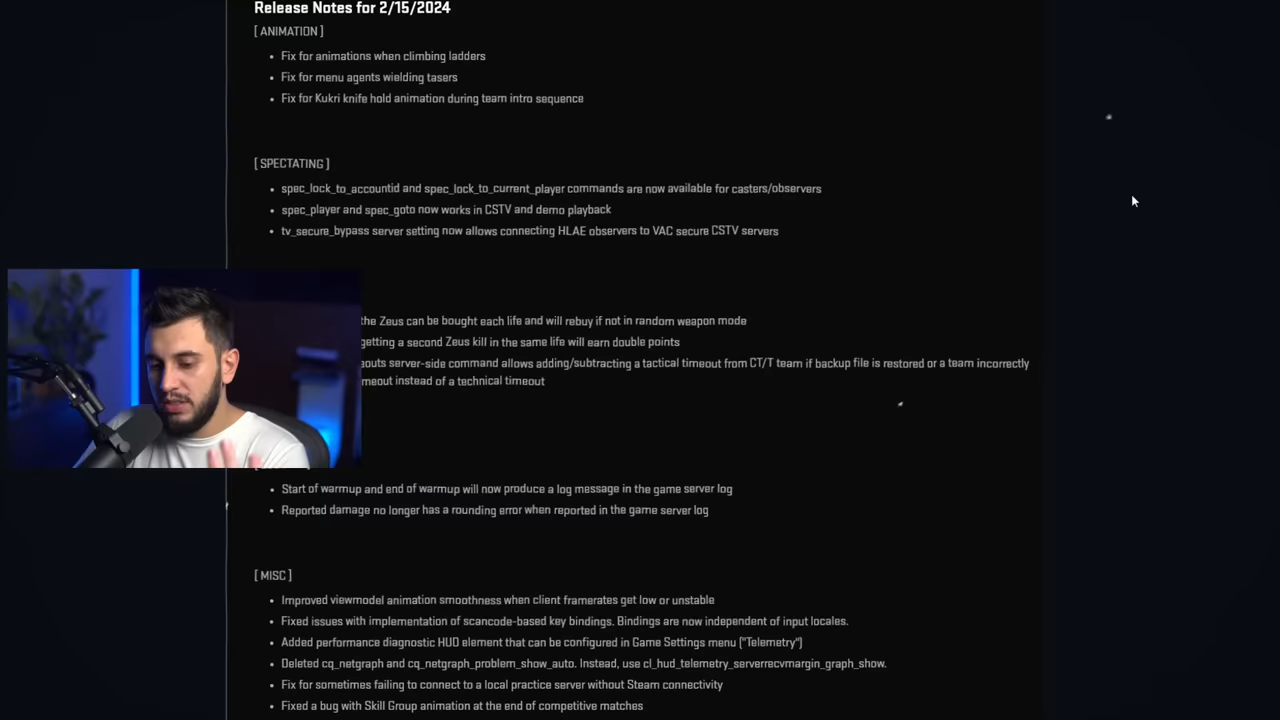 Release Notes for 2/15/2024
[ ANIMATION ]
• Fix for animations when climbing ladders
• Fix for menu agents wielding tasers
• Fix for Kukri knife hold animation during team intro sequence
[ SPECTATING ]
• spec_lock_to_accountid and spec_lock_to_current_player commands are now available for casters/observers
• spec_player and spec_goto now works in CSTV and demo playback
• tv_secure_bypass server setting now allows connecting HLAE observers to VAC secure CSTV servers
the Zeus can be bought each life and will rebuy if not in random weapon mode
getting a second Zeus kill in the same life will earn double points
server-side command allows adding/subtracting a tactical timeout from CT/T team if backup file is restored or a team incorrectly
instead of a technical timeout
• Start of warmup and end of warmup will now produce a log message in the game server log
• Reported damage no longer has a rounding error when reported in the game server log
[ MISC ]
• Improved viewmodel animation smoothness when client framerates get low or unstable
• Fixed issues with implementation of scancode-based key bindings. Bindings are now independent of input locales.
• Added performance diagnostic HUD element that can be configured in Game Settings menu ("Telemetry")
• Deleted cq_netgraph and cq_netgraph_problem_show_auto. Instead, use cl_hud_telemetry_serverrecvmargin_graph_show.
• Fix for sometimes failing to connect to a local practice server without Steam connectivity
• Fixed a bug with Skill Group animation at the end of competitive matches